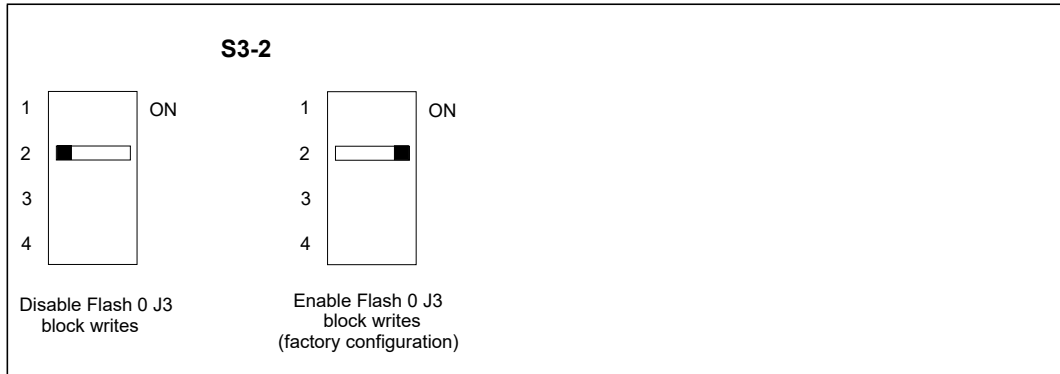 S3-2
1 ON
2
3
4
Disable Flash 0 J3
block writes
1 ON
2
3
4
Enable Flash 0 J3
block writes
(factory configuration)